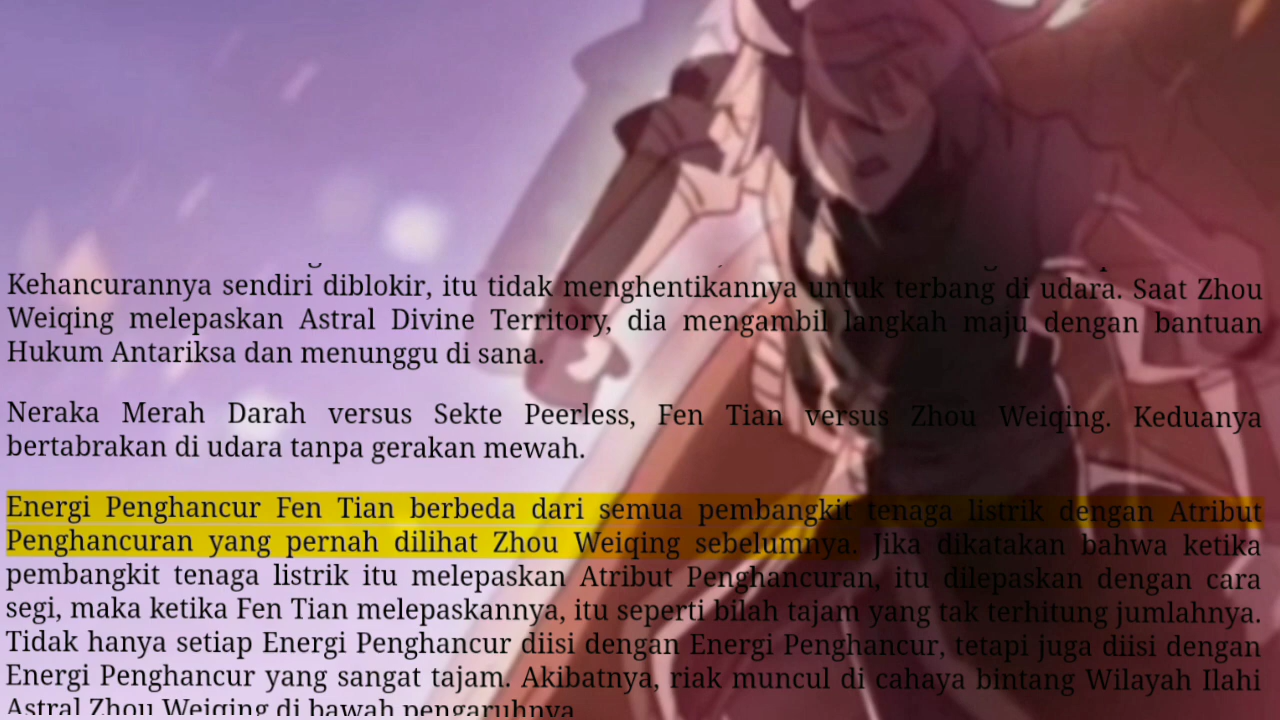 Kehancurannya sendiri diblokir, itu tidak menghentikannya untuk terbang di udara. Saat Zhou
Weiqing melepaskan Astral Divine Territory, dia mengambil langkah maju dengan bantuan
Hukum Antariksa dan menunggu di sana.
Neraka Merah Darah versus Sekte Peerless, Fen Tian versus Zhou Weiqing. Keduanya
bertabrakan di udara tanpa gerakan mewah.
Energi Penghancur Fen Tian berbeda dari semua pembangkit tenaga listrik dengan Atribut
Penghancuran yang pernah dilihat Zhou Weiqing sebelumnya. Jika dikatakan bahwa ketika
pembangkit tenaga listrik itu melepaskan Atribut Penghancuran, itu dilepaskan dengan cara
segi, maka ketika Fen Tian melepaskannya, itu seperti bilah tajam yang tak terhitung jumlahnya.
Tidak hanya setiap Energi Penghancur diisi dengan Energi Penghancur, tetapi juga diisi dengan
Energi Penghancur yang sangat tajam. Akibatnya, riak muncul di cahaya bintang Wilayah Ilahi
Astral Zhou Weiqing di bawah pengaruhnya